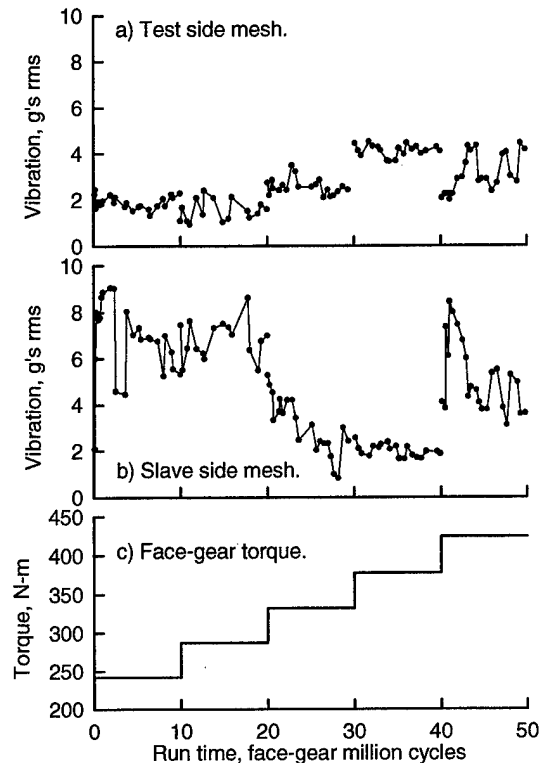 10
a) Test side mesh.
8
6
4
2
0
Vibration, g's rms
10
8
6
4
2
0
Vibration, g's rms
b) Slave side mesh.
450
c) Face-gear torque.
400
350
300
250
200
Torque, N-m
0 10 20 30 40 50
Run time, face-gear million cycles